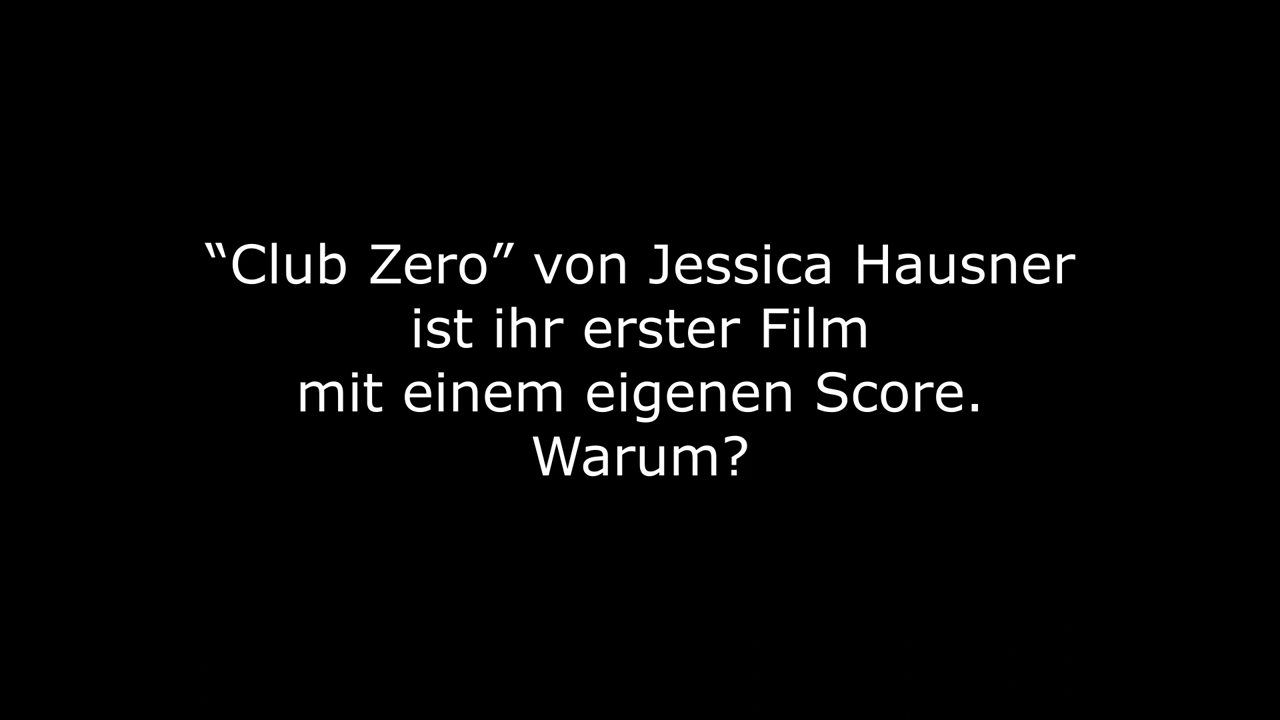 “Club Zero” von Jessica Hausner
ist ihr erster Film
mit einem eigenen Score.
Warum?